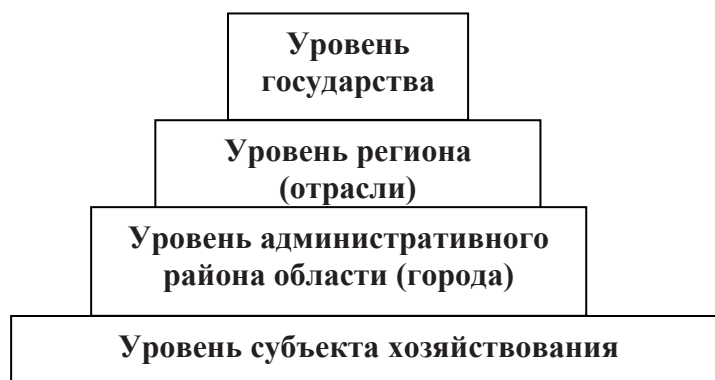 Уровень
государства
Уровень региона
(отрасли)
Уровень административного
района области (города)
Уровень субъекта хозяйствования